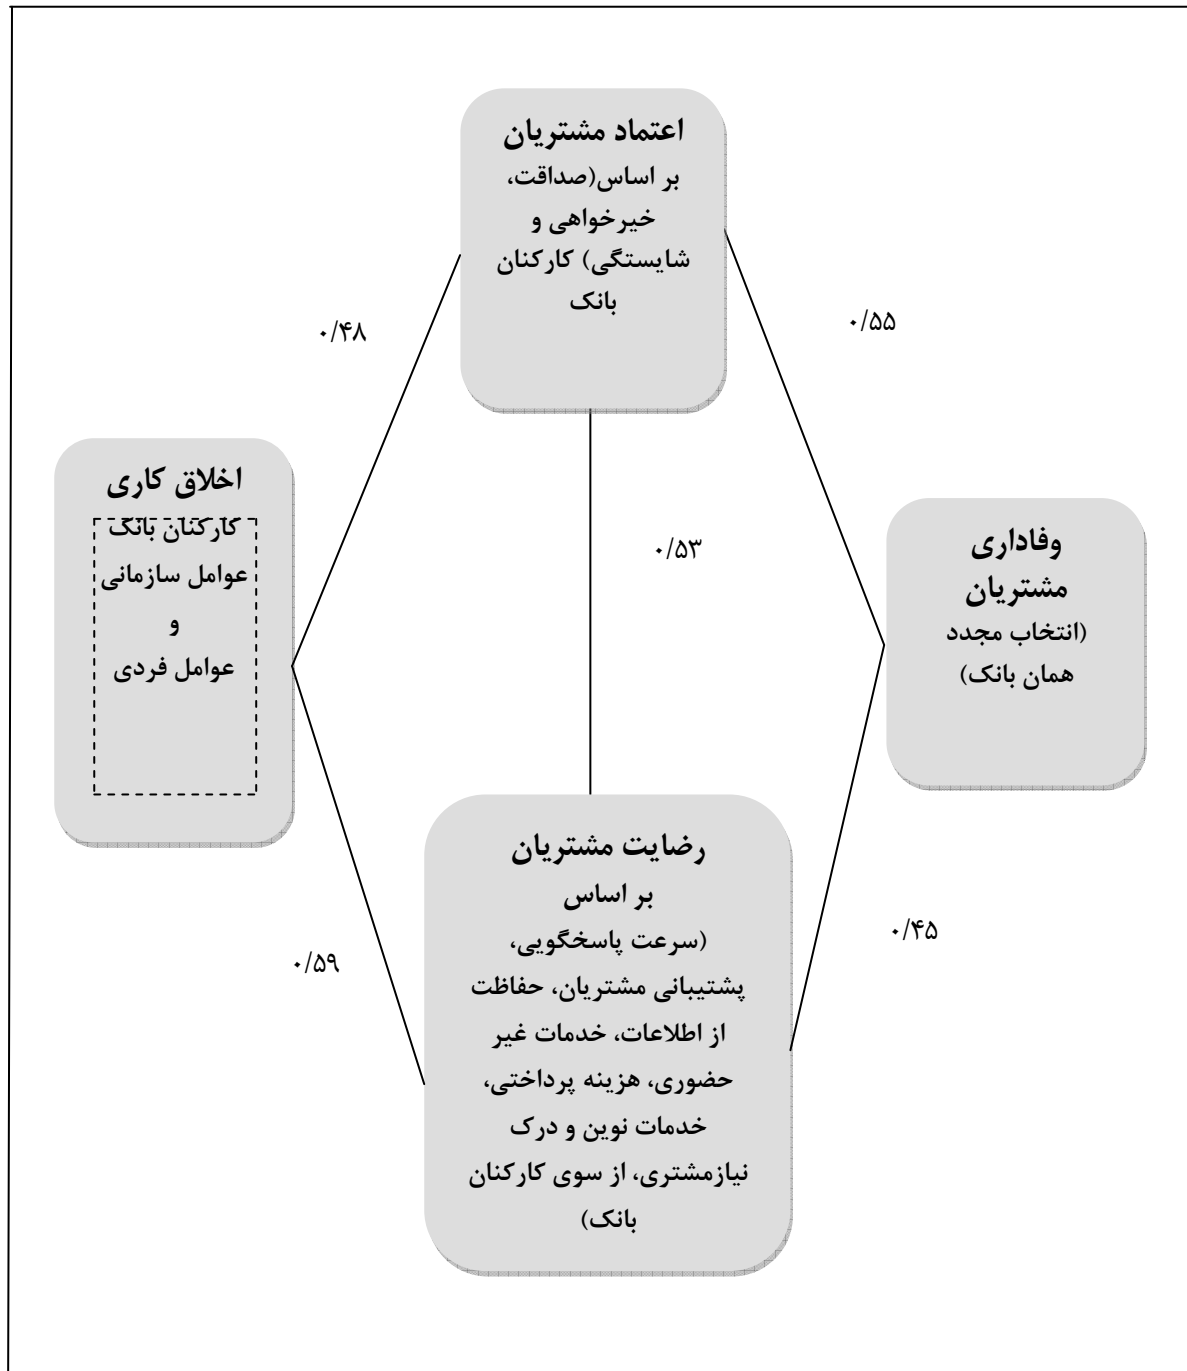 اعتماد مشتریان
بر اساس(صداقت،
خیرخواهی و
شایستگی) کارکنان
بانک
۰/۴۸
۰/۵۵
اخلاق کاری
کارکنان بانک
عوامل سازمانی
و
عوامل فردی
۰/۵۳
وفاداری
مشتریان
(انتخاب مجدد
همان بانک)
رضایت مشتریان
بر اساس
(سرعت پاسخگویی،
پشتیبانی مشتریان، حفاظت
از اطلاعات، خدمات غیر
حضوری، هزینه پرداختی،
خدمات نوین و درک
نیازمشتری، از سوی کارکنان
بانک)
۰/۵۹
۰/۴۵